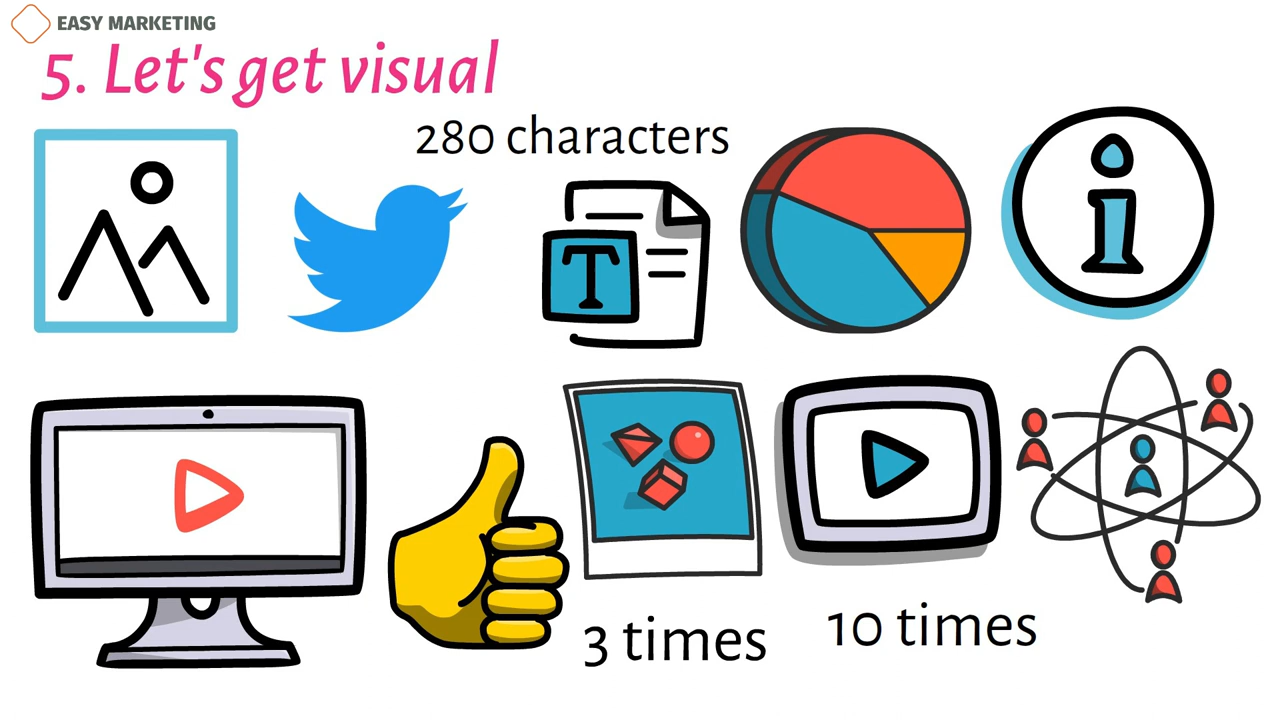 EASY MARKETING
5. Let's get visual
280 characters
T
i
3 times
10 times